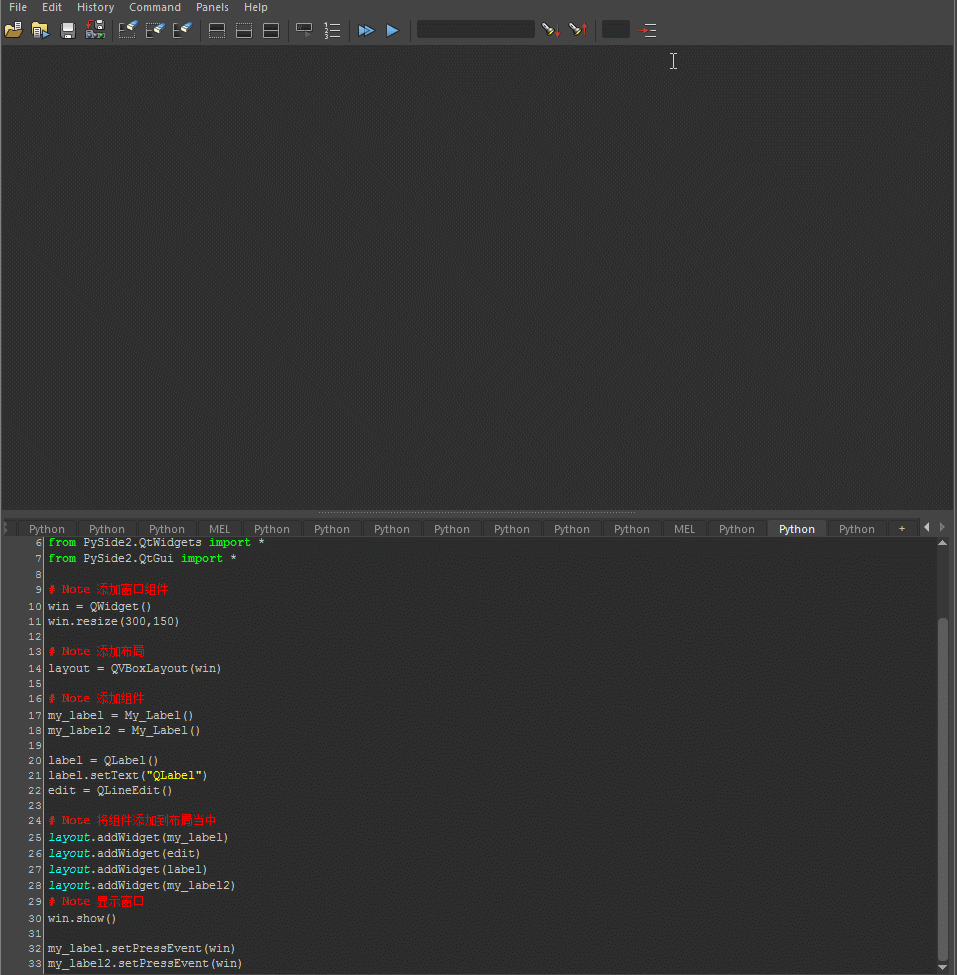 File Edit History Command Panels Help
Python Python Python MEL Python Python Python Python Python Python Python MEL Python Python Python +
6 from PySide2.QtWidgets import *
7 from PySide2.QtGui import *
8
9 # Note 添加窗口组件
10 win = QWidget()
11 win.resize(300,150)
12
13 # Note 添加布局
14 layout = QVBoxLayout(win)
15
16 # Note 添加组件
17 my_label = My_Label()
18 my_label2 = My_Label()
19
20 label = QLabel()
21 label.setText("QLabel")
22 edit = QLineEdit()
23
24 # Note 将组件添加到布局当中
25 layout.addWidget(my_label)
26 layout.addWidget(edit)
27 layout.addWidget(label)
28 layout.addWidget(my_label2)
29 # Note 显示窗口
30 win.show()
31
32 my_label.setPressEvent(win)
33 my_label2.setPressEvent(win)